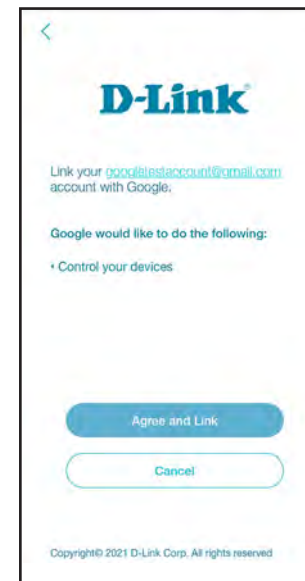 D-Link
Link your googletestaccount@gmail.com
account with Google.
Google would like to do the following:
• Control your devices
Agree and Link
Cancel
Copyright© 2021 D-Link Corp. All rights reserved